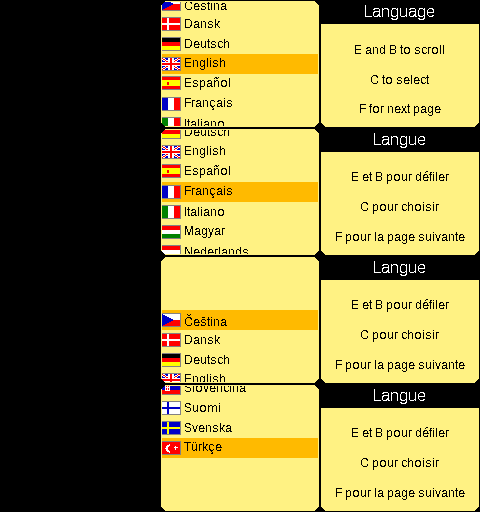 Čeština
Dansk
Deutsch
English
Español
Français
Italiano
Language
E and B to scroll
C to select
F for next page
Deutsch
English
Español
Français
Italiano
Magyar
Nederlands
Langue
E et B pour défiler
C pour choisir
F pour la page suivante
Čeština
Dansk
Deutsch
English
Langue
E et B pour défiler
C pour choisir
F pour la page suivante
Slovenčina
Suomi
Svenska
Türkçe
Langue
E et B pour défiler
C pour choisir
F pour la page suivante